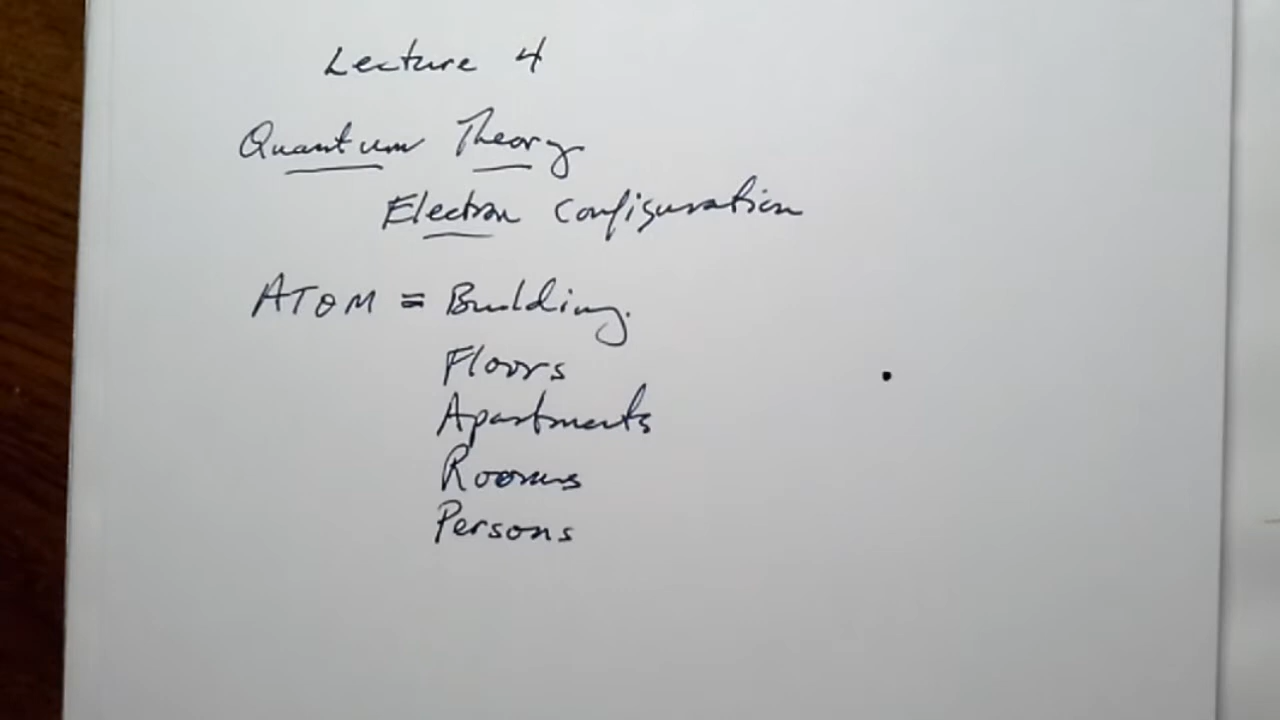 Lecture 4
Quantum Theory
Electron Configuration
ATOM = Building.
Floors
Apartments
Rooms
Persons